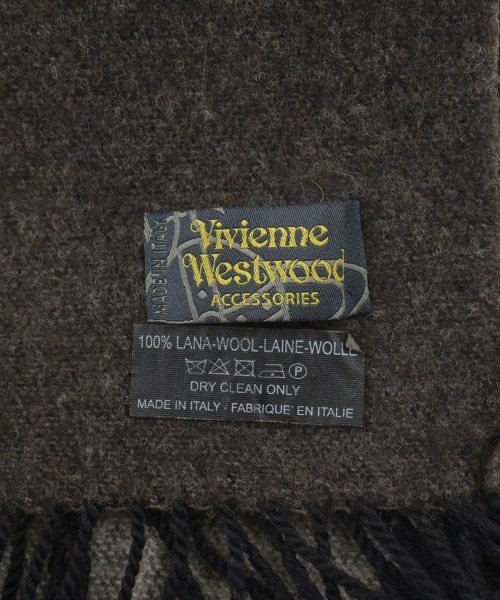 MADE IN ITALY
Vivienne
Westwood
ACCESSORIES
100% LANA-WOOL-LAINE-WOLLE
P
DRY CLEAN ONLY
MADE IN ITALY - FABRIQUE' EN ITALIE